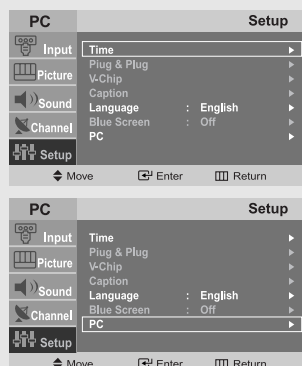 PC Setup
Input
Picture
Sound
Channel
Setup
Time
Piug & Plug
V-Chip
Caption
Language : English
Blue Screen : Off
PC
Move Enter Return
PC Setup
Input
Picture
Sound
Channel
Setup
Time
Piug & Plug
V-Chip
Caption
Language : English
Blue Screen : Off
PC
Move Enter Return